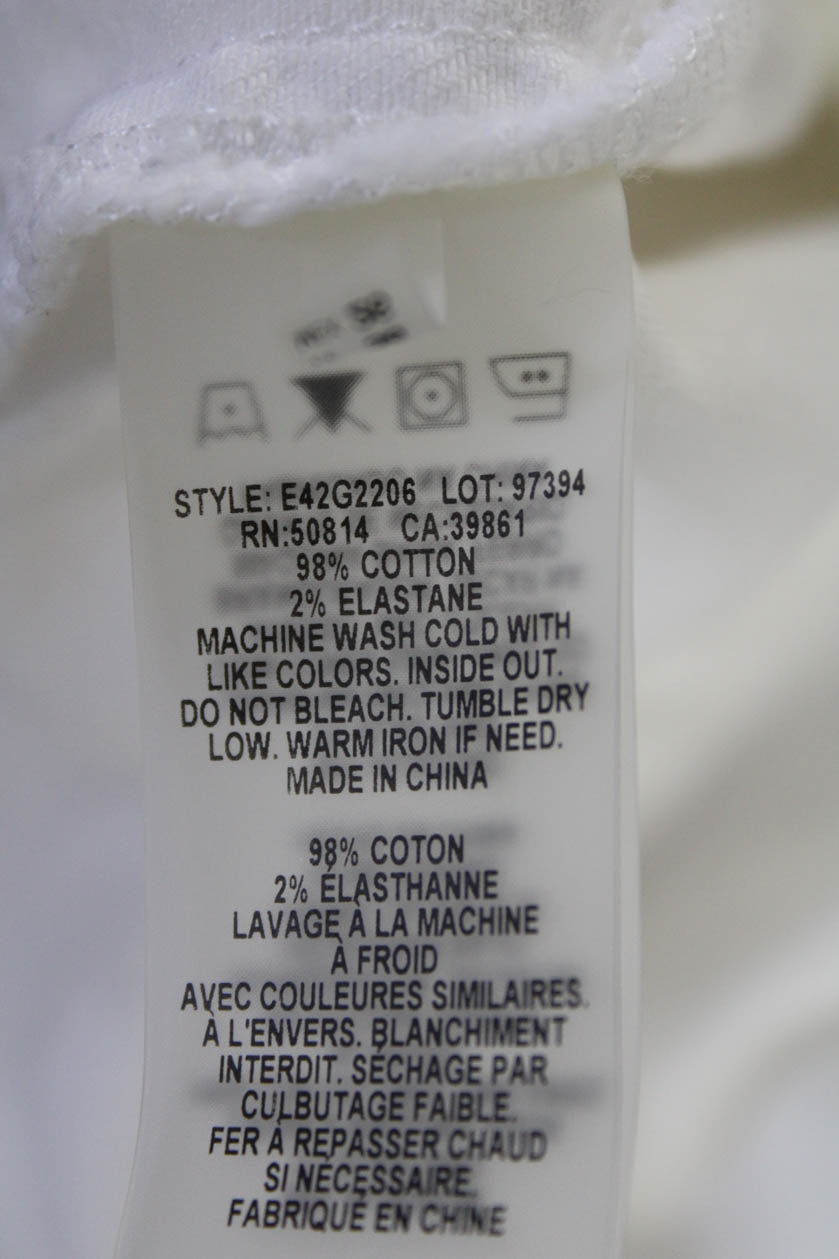 STYLE: E42G2206 LOT: 97394
RN:50814 CA:39861
98% COTTON
2% ELASTANE
MACHINE WASH COLD WITH
LIKE COLORS. INSIDE OUT.
DO NOT BLEACH. TUMBLE DRY
LOW. WARM IRON IF NEED.
MADE IN CHINA
98% COTON
2% ÉLASTHANNE
LAVAGE À LA MACHINE
À FROID
AVEC COULEURES SIMILAIRES.
À L'ENVERS. BLANCHIMENT
INTERDIT. SÉCHAGE PAR
CULBUTAGE FAIBLE.
FER À REPASSER CHAUD
SI NÉCESSAIRE.
FABRIQUÉ EN CHINE